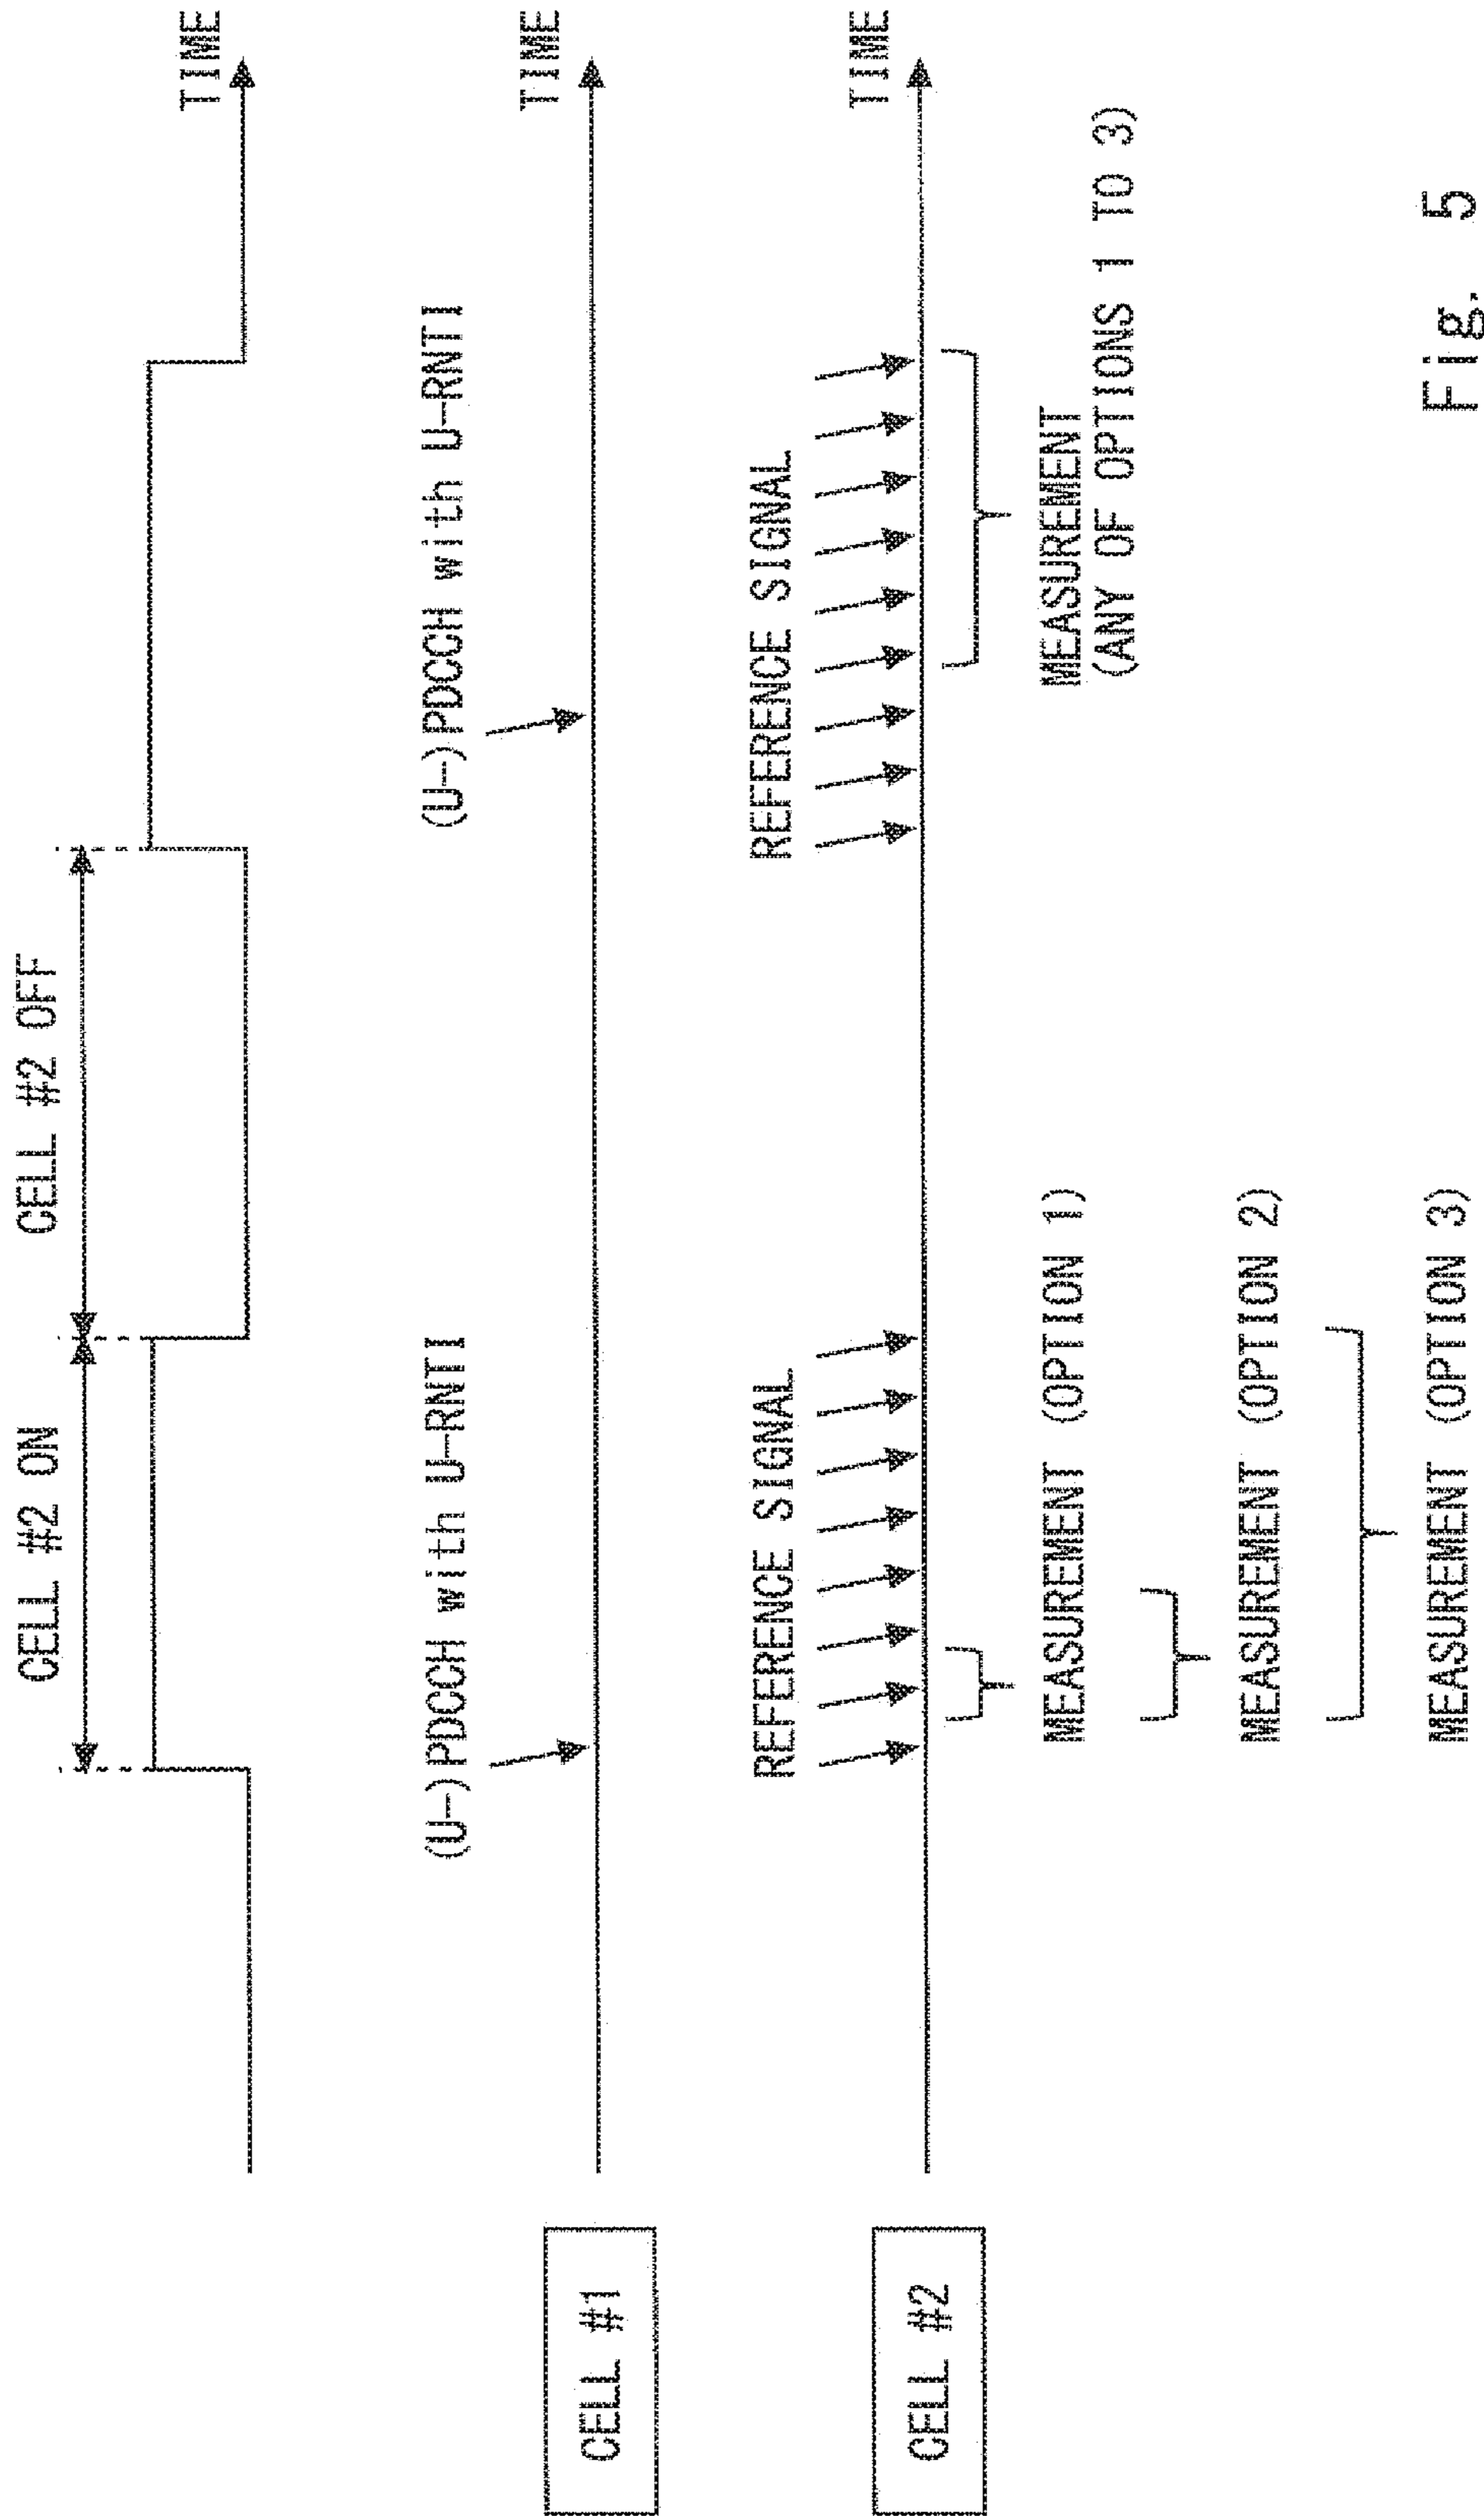 CELL #2 ON
CELL #2 OFF
TIME
(U-)PDCCH with U-RNTI
(U-)PDCCH with U-RNTI
TIME
CELL #1
REFERENCE SIGNAL
REFERENCE SIGNAL
TIME
CELL #2
MEASUREMENT (OPTION 1)
MEASUREMENT
(ANY OF OPTIONS 1 TO 3)
MEASUREMENT (OPTION 2)
MEASUREMENT (OPTION 3)
Fig. 5